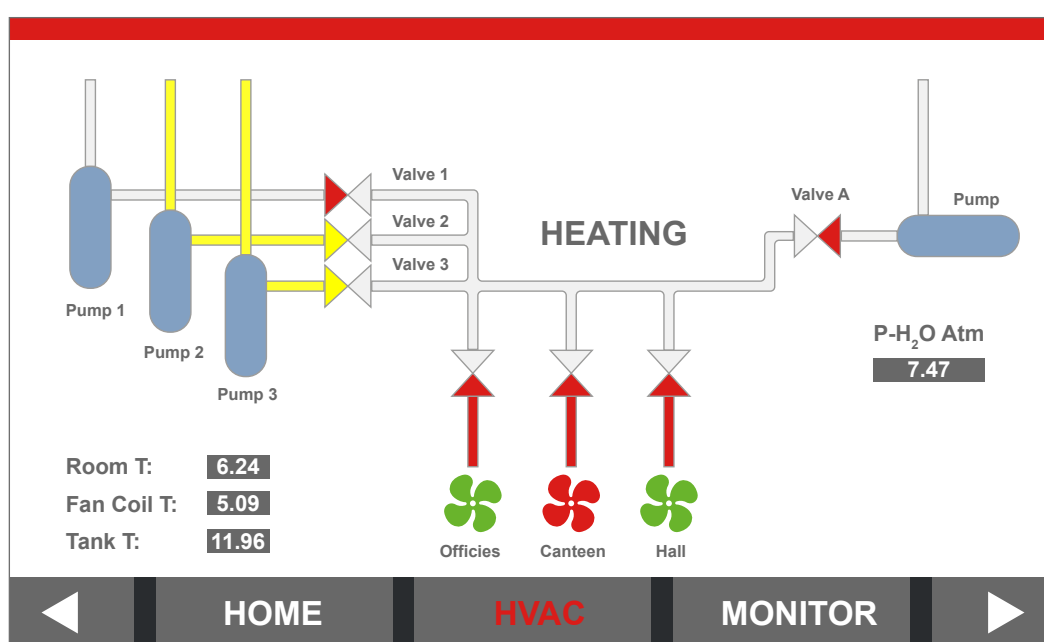 Valve 1
Valve A
Pump
Valve 2
HEATING
Valve 3
Pump 1
P-H₂O Atm
Pump 2
7.47
Pump 3
Room T: 6.24
Fan Coil T: 5.09
Tank T: 11.96
Officies Canteen Hall
HOME HVAC MONITOR